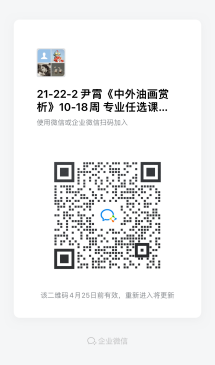 21-22-2 尹霄《中外油画赏
析》10-18周 专业任选课...
使用微信或企业微信扫码加入
该二维码4月25日前有效，重新进入将更新
企业微信